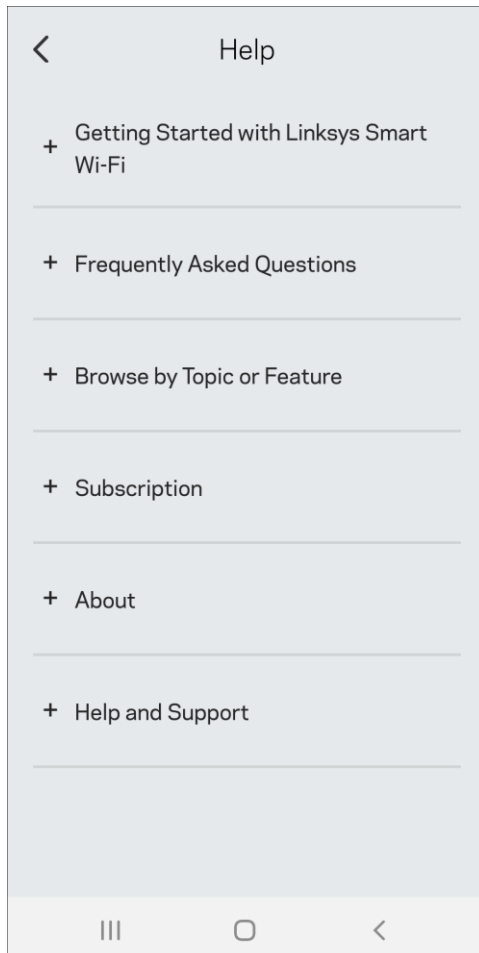 Help
Getting Started with Linksys Smart
Wi-Fi
Frequently Asked Questions
Browse by Topic or Feature
Subscription
About
Help and Support